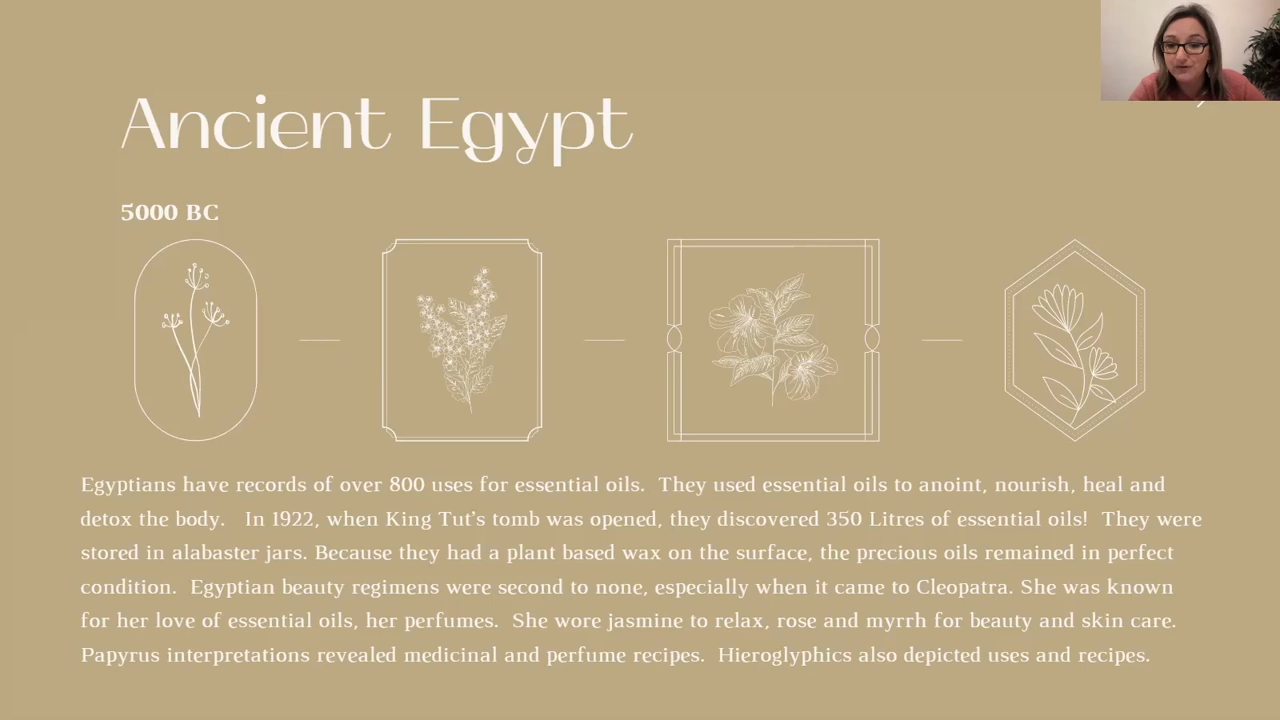 Ancient Egypt
5000 BC
Egyptians have records of over 800 uses for essential oils.  They used essential oils to anoint, nourish, heal and
detox the body.   In 1922, when King Tut's tomb was opened, they discovered 350 Litres of essential oils!  They were
stored in alabaster jars. Because they had a plant based wax on the surface, the precious oils remained in perfect
condition.  Egyptian beauty regimens were second to none, especially when it came to Cleopatra. She was known
for her love of essential oils, her perfumes.  She wore jasmine to relax, rose and myrrh for beauty and skin care.
Papyrus interpretations revealed medicinal and perfume recipes.  Hieroglyphics also depicted uses and recipes.